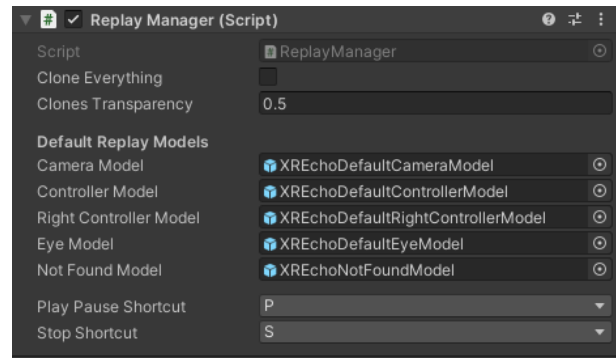 Replay Manager (Script)
Script ReplayManager
Clone Everything
Clones Transparency 0.5
Default Replay Models
Camera Model XREchoDefaultCameraModel
Controller Model XREchoDefaultControllerModel
Right Controller Model XREchoDefaultRightControllerModel
Eye Model XREchoDefaultEyeModel
Not Found Model XREchoNotFoundModel
Play Pause Shortcut P
Stop Shortcut S